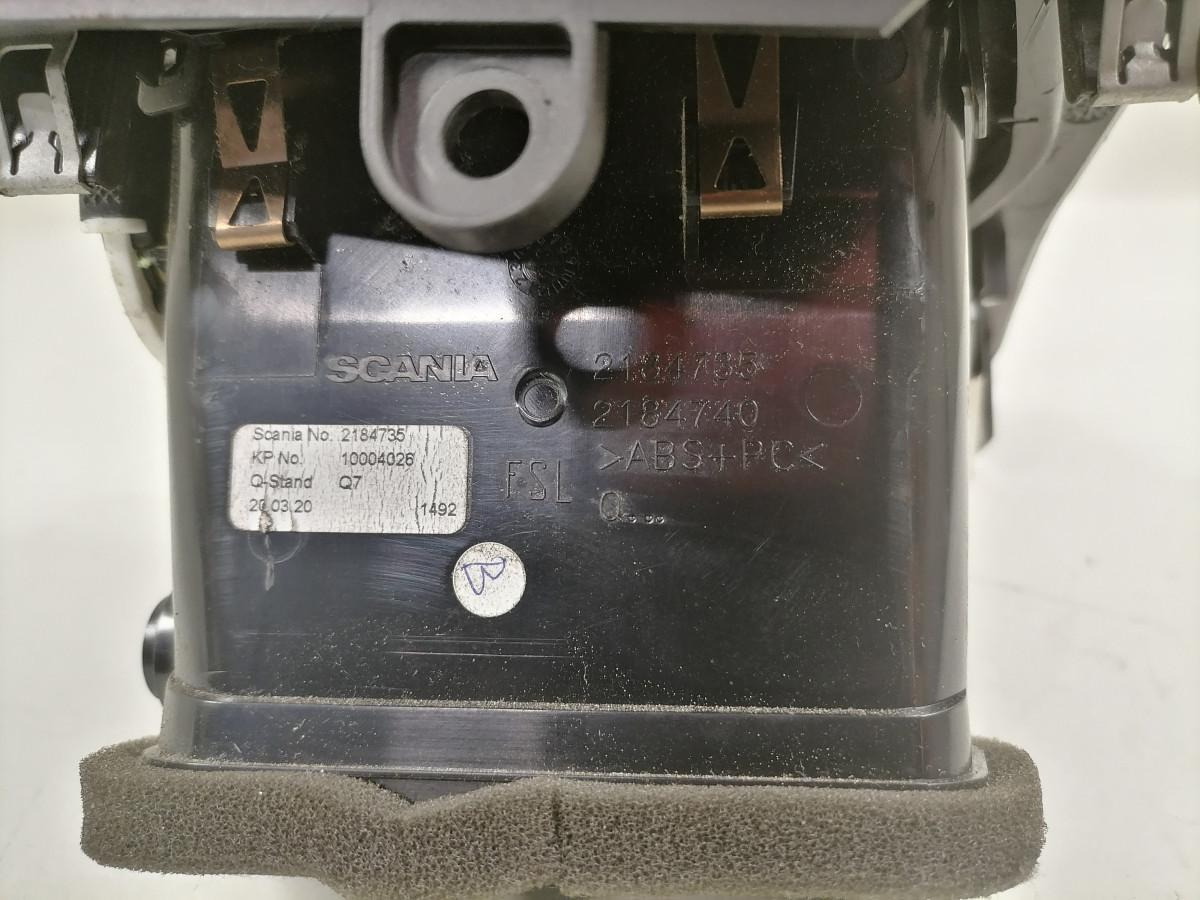 SCANIA
2184735
2184740
>ABS+PC<
FSL
Q...
Scania No. 2184735
KP No. 10004026
Q-Stand Q7
20.03.20 1492
B